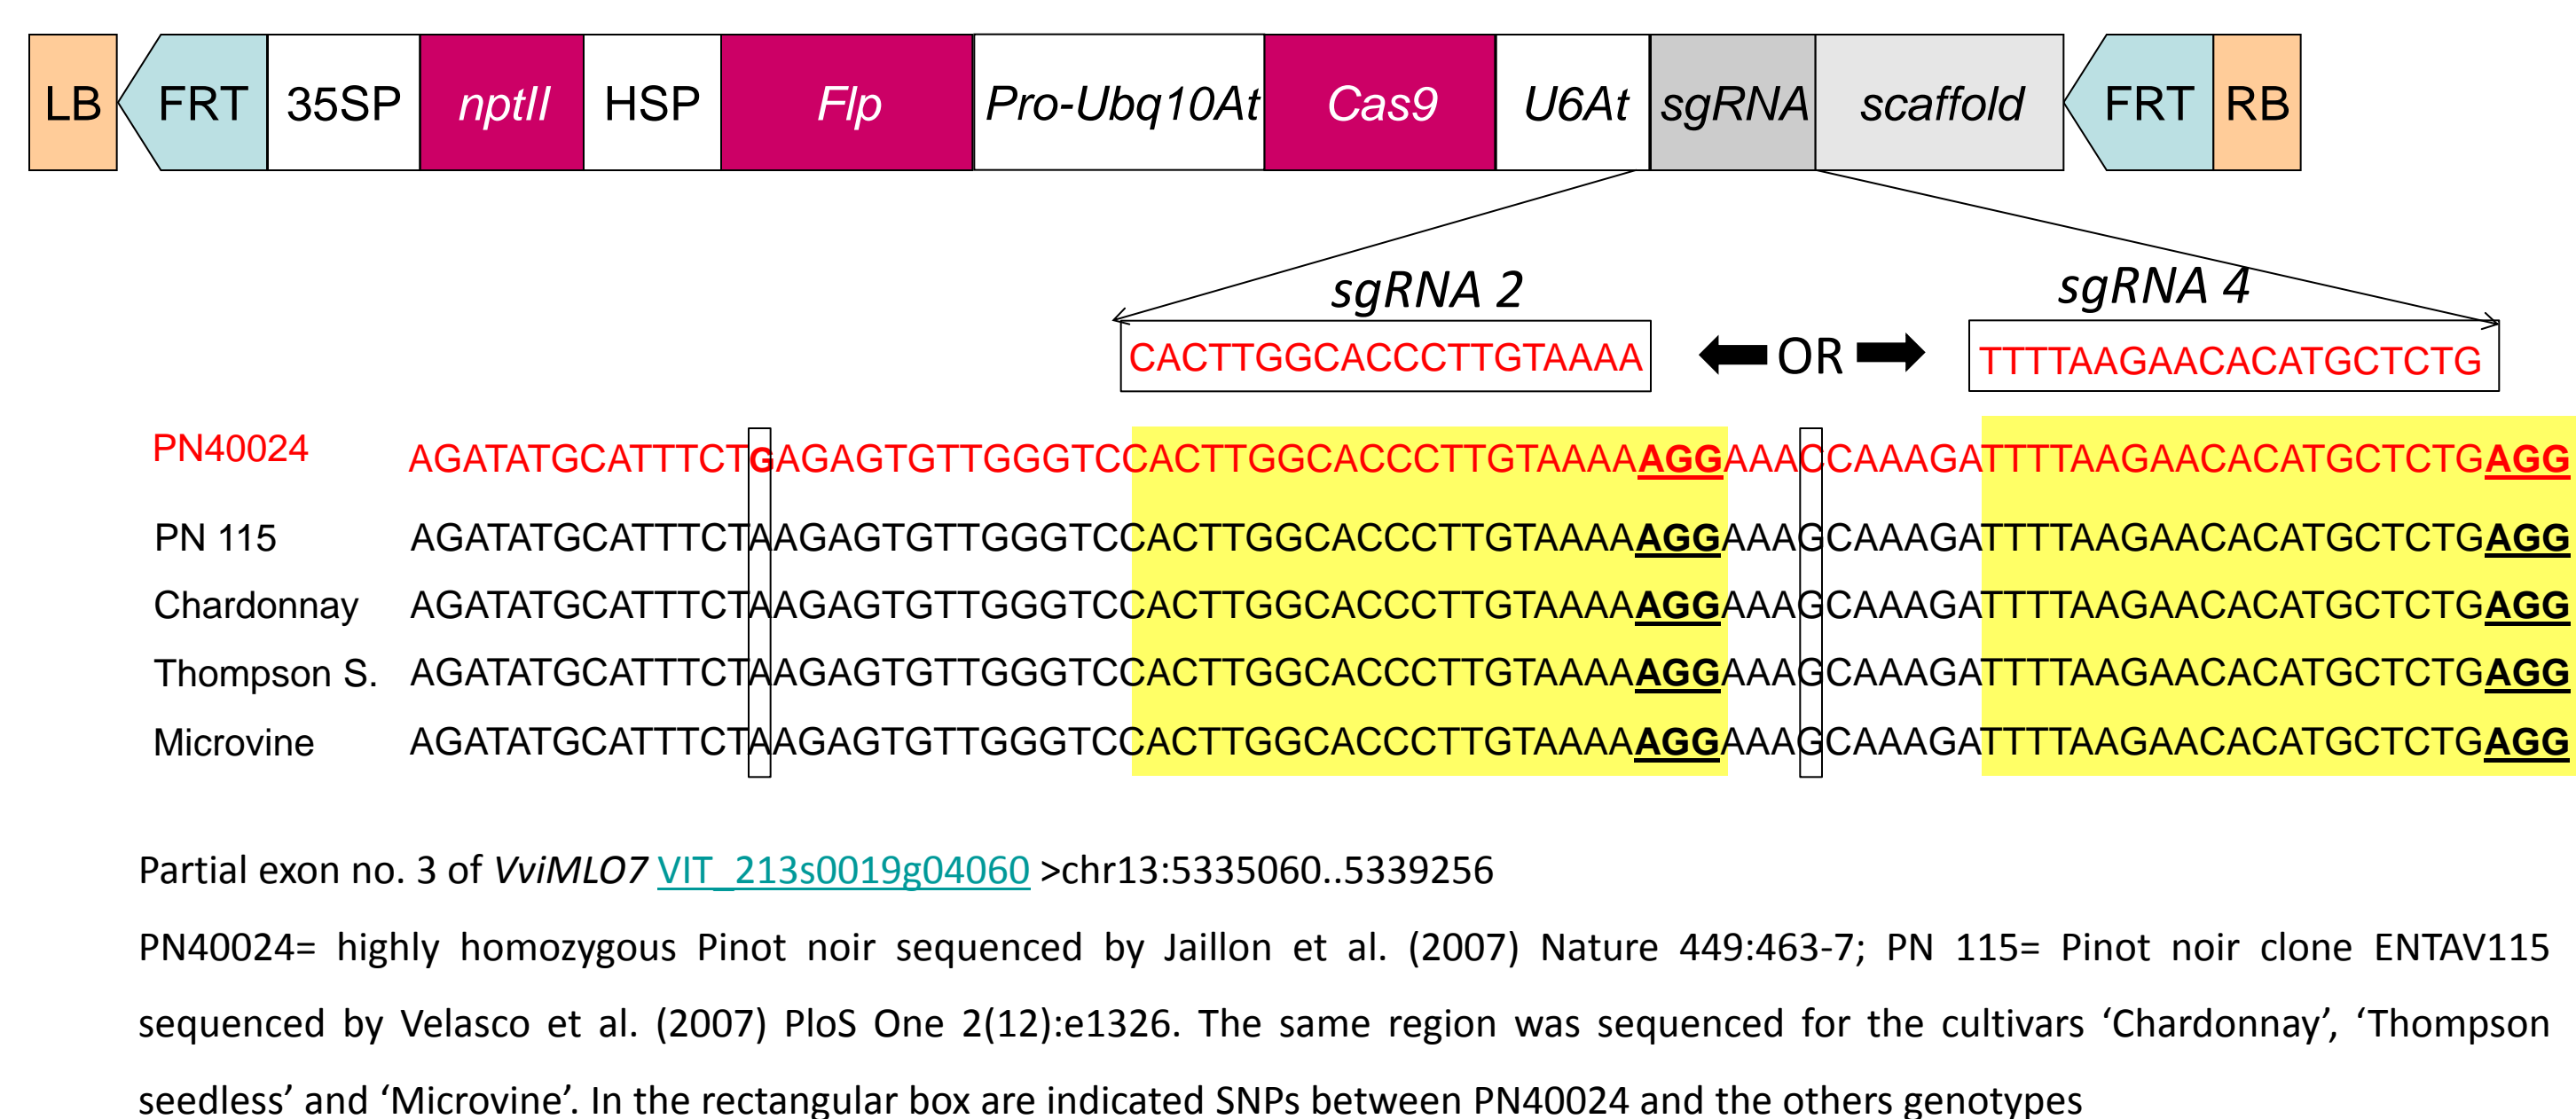 LB FRT 35SP nptII HSP Flp Pro-Ubq10At Cas9 U6At sgRNA scaffold FRT RB
sgRNA 2 sgRNA 4
CACTTGGCACCCTTGTAAAA OR TTTTAAGAACACATGCTCTG
PN40024 AGATATGCATTTCTGAGAGTGTTGGGTCCACTTGGCACCCTTGTAAAAAGGAAACCAAAGATTTTAAGAACACATGCTCTGAGG
PN 115 AGATATGCATTTCTAAGAGTGTTGGGTCCACTTGGCACCCTTGTAAAAAGGAAAGCAAAGATTTTAAGAACACATGCTCTGAGG
Chardonnay AGATATGCATTTCTAAGAGTGTTGGGTCCACTTGGCACCCTTGTAAAAAGGAAAGCAAAGATTTTAAGAACACATGCTCTGAGG
Thompson S. AGATATGCATTTCTAAGAGTGTTGGGTCCACTTGGCACCCTTGTAAAAAGGAAAGCAAAGATTTTAAGAACACATGCTCTGAGG
Microvine AGATATGCATTTCTAAGAGTGTTGGGTCCACTTGGCACCCTTGTAAAAAGGAAAGCAAAGATTTTAAGAACACATGCTCTGAGG
Partial exon no. 3 of VviMLO7 VIT_213s0019g04060 >chr13:5335060..5339256
PN40024= highly homozygous Pinot noir sequenced by Jaillon et al. (2007) Nature 449:463-7; PN 115= Pinot noir clone ENTAV115
sequenced by Velasco et al. (2007) PloS One 2(12):e1326. The same region was sequenced for the cultivars ‘Chardonnay’, ‘Thompson
seedless’ and ‘Microvine’. In the rectangular box are indicated SNPs between PN40024 and the others genotypes